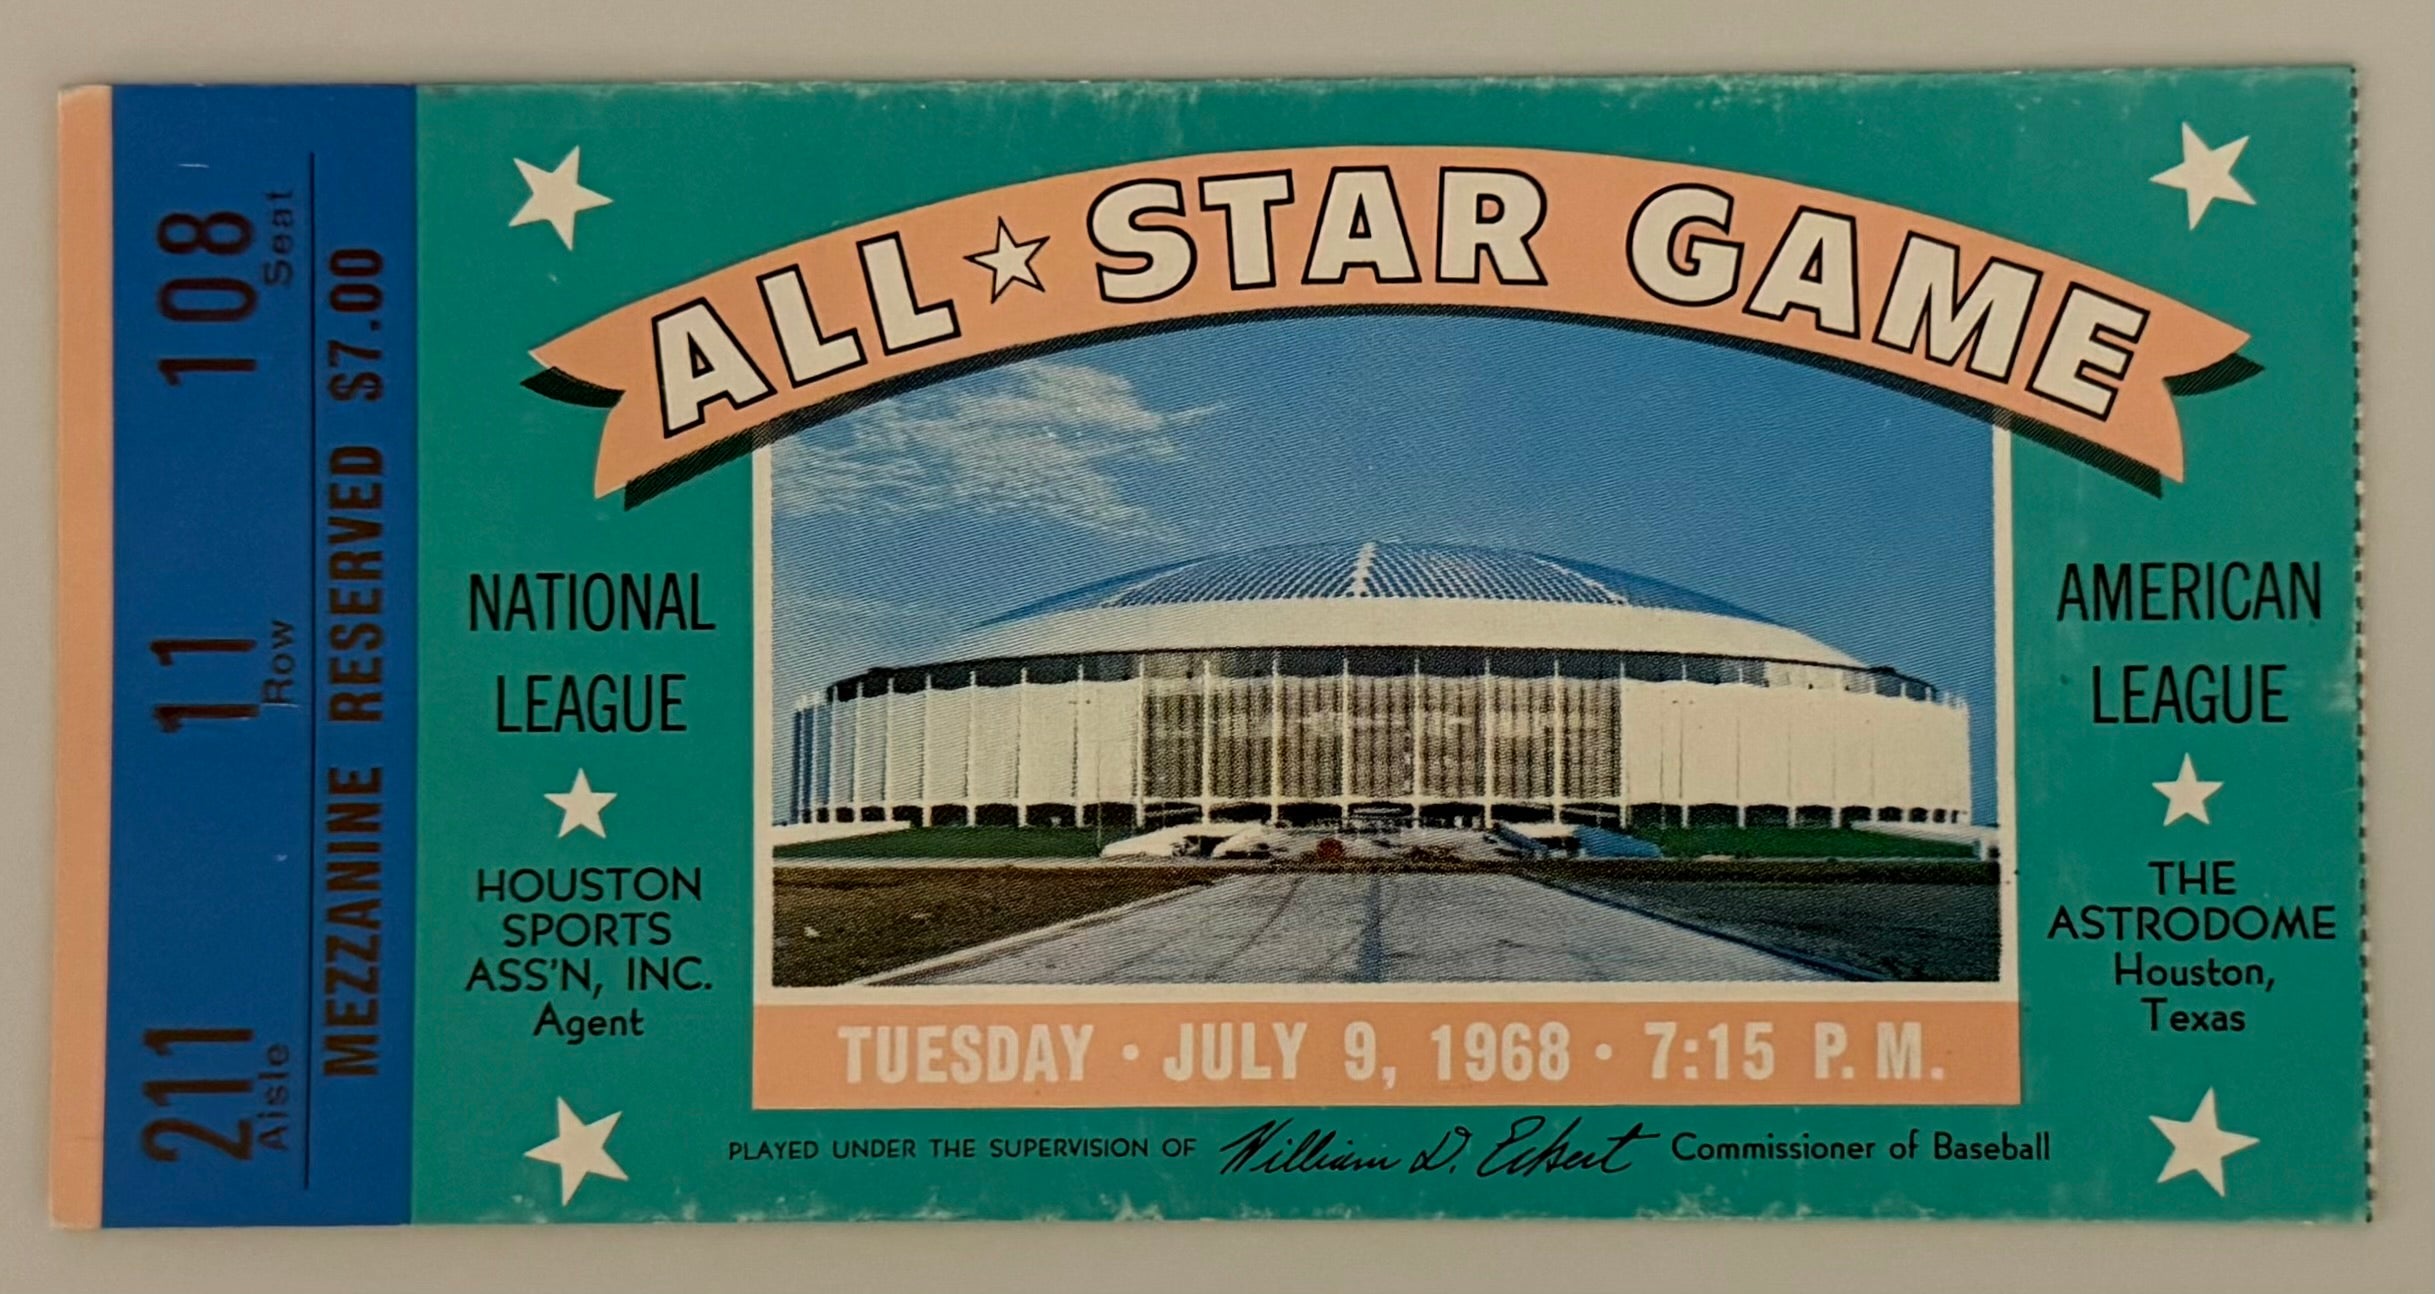 211 11 108
Aisle Row Seat
MEZZANINE RESERVED $7.00
ALL★STAR GAME
NATIONAL
LEAGUE
HOUSTON
SPORTS
ASS'N, INC.
Agent
AMERICAN
LEAGUE
THE
ASTRODOME
Houston,
Texas
TUESDAY • JULY 9, 1968 • 7:15 P. M.
PLAYED UNDER THE SUPERVISION OF William D. Eckert Commissioner of Baseball